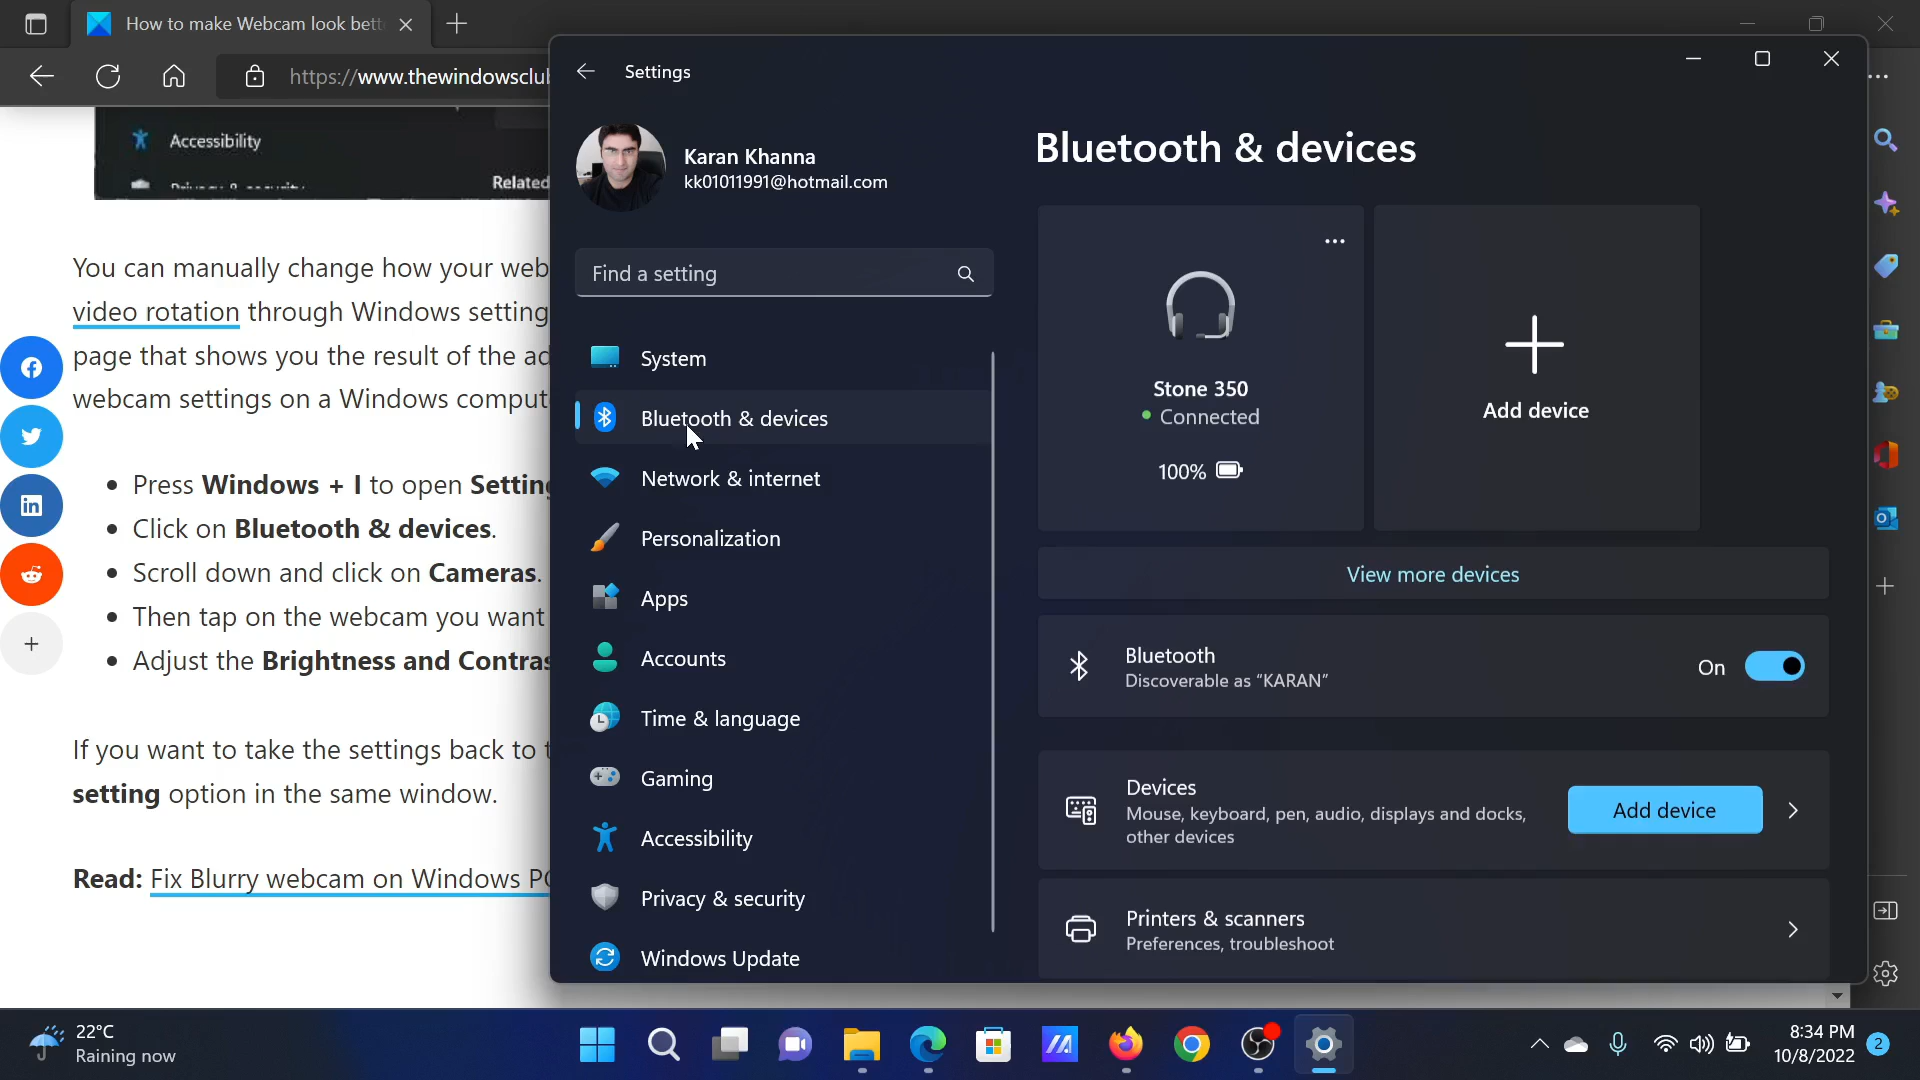 How to make Webcam look bett
https://www.thewindowsclu
Accessibility
Related
You can manually change how your web
video rotation through Windows setting
page that shows you the result of the ad
webcam settings on a Windows comput
Press Windows + I to open Setting
Click on Bluetooth & devices.
Scroll down and click on Cameras.
Then tap on the webcam you want
Adjust the Brightness and Contras
If you want to take the settings back to t
setting option in the same window.
Read: Fix Blurry webcam on Windows PC
Settings
Karan Khanna
kk01011991@hotmail.com
Find a setting
System
Bluetooth & devices
Network & internet
Personalization
Apps
Accounts
Time & language
Gaming
Accessibility
Privacy & security
Windows Update
Bluetooth & devices
Stone 350
Connected
100%
Add device
View more devices
Bluetooth
Discoverable as “KARAN”
On
Devices
Mouse, keyboard, pen, audio, displays and docks,
other devices
Add device
Printers & scanners
Preferences, troubleshoot
22°C
Raining now
8:34 PM
10/8/2022
2